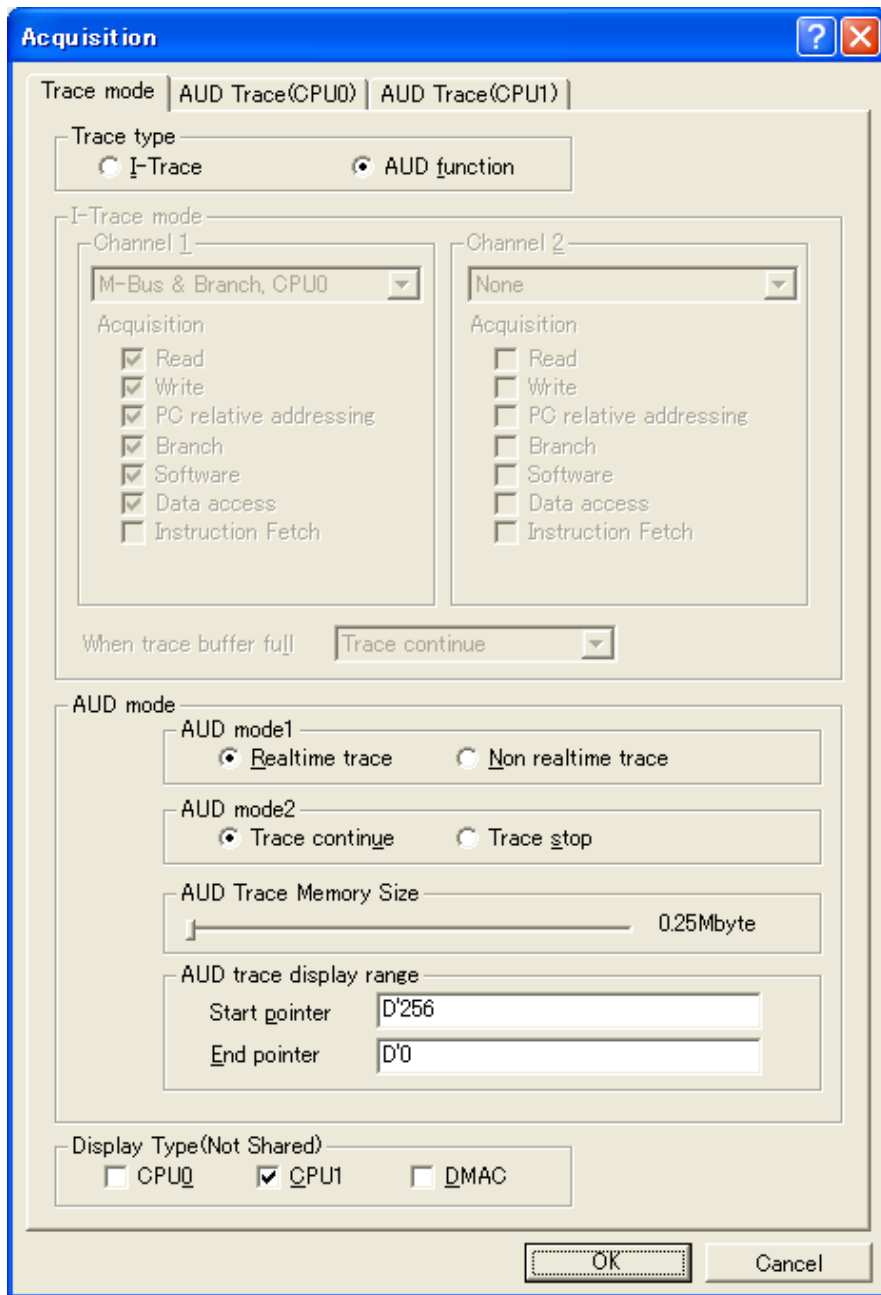 Acquisition
Trace mode AUD Trace(CPU0) AUD Trace(CPU1)
Trace type
I-Trace AUD function
I-Trace mode
Channel 1 Channel 2
M-Bus & Branch, CPU0 None
Acquisition Acquisition
Read Read
Write Write
PC relative addressing PC relative addressing
Branch Branch
Software Software
Data access Data access
Instruction Fetch Instruction Fetch
When trace buffer full Trace continue
AUD mode
AUD mode1
Realtime trace Non realtime trace
AUD mode2
Trace continue Trace stop
AUD Trace Memory Size
0.25Mbyte
AUD trace display range
Start pointer D'256
End pointer D'0
Display Type(Not Shared)
CPU0 CPU1 DMAC
OK Cancel